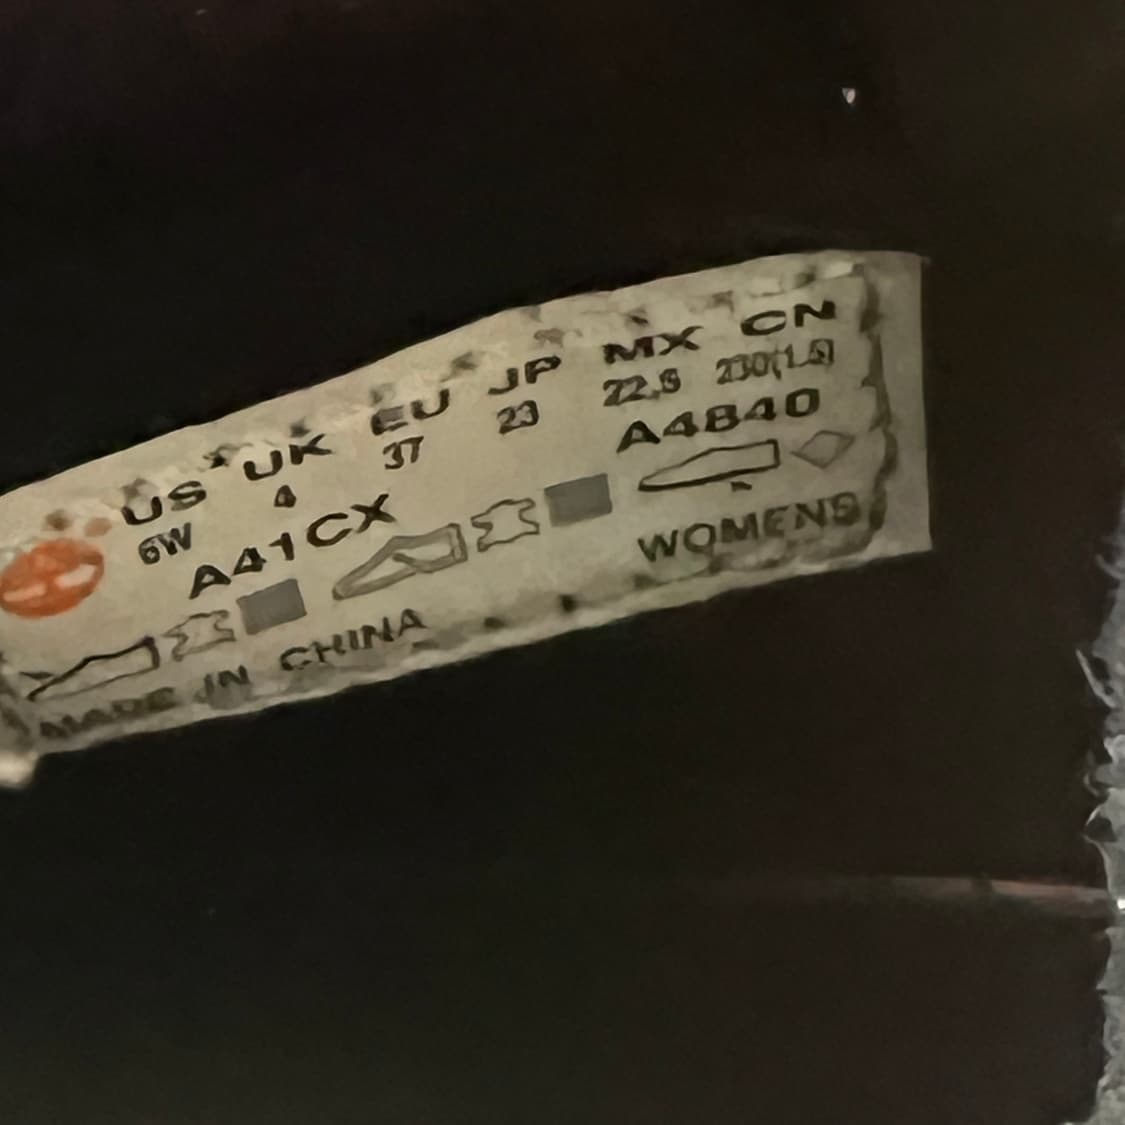 US UK EU JP MX CN
6W 4 37 23 22,5 230(1.5)
A41CX A4B40
WOMENS
MADE IN CHINA